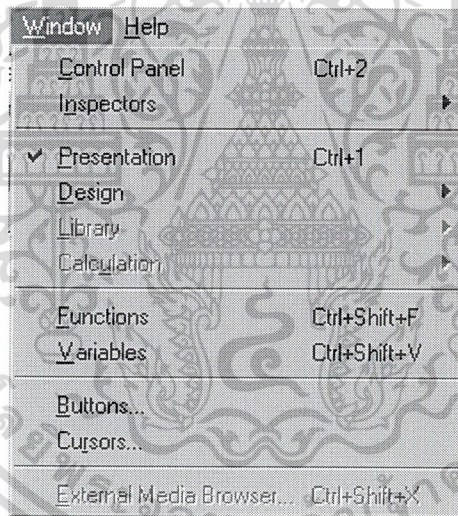 Window Help
Control Panel Ctrl+2
Inspectors
Presentation Ctrl+1
Design
Library
Calculation
Functions Ctrl+Shift+F
Variables Ctrl+Shift+V
Buttons...
Cursors...
External Media Browser... Ctrl+Shift+X